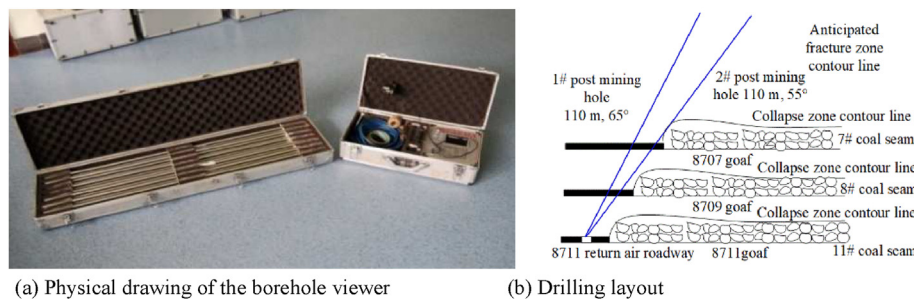 Anticipated
fracture zone
contour line
1# post mining
hole
110 m, 65°
2# post mining
hole 110 m, 55°
Collapse zone contour line
7# coal seam
8707 goaf
Collapse zone contour line
8# coal seam
8709 goaf
Collapse zone contour line
8711 return air roadway
8711goaf
11# coal seam
(a) Physical drawing of the borehole viewer
(b) Drilling layout